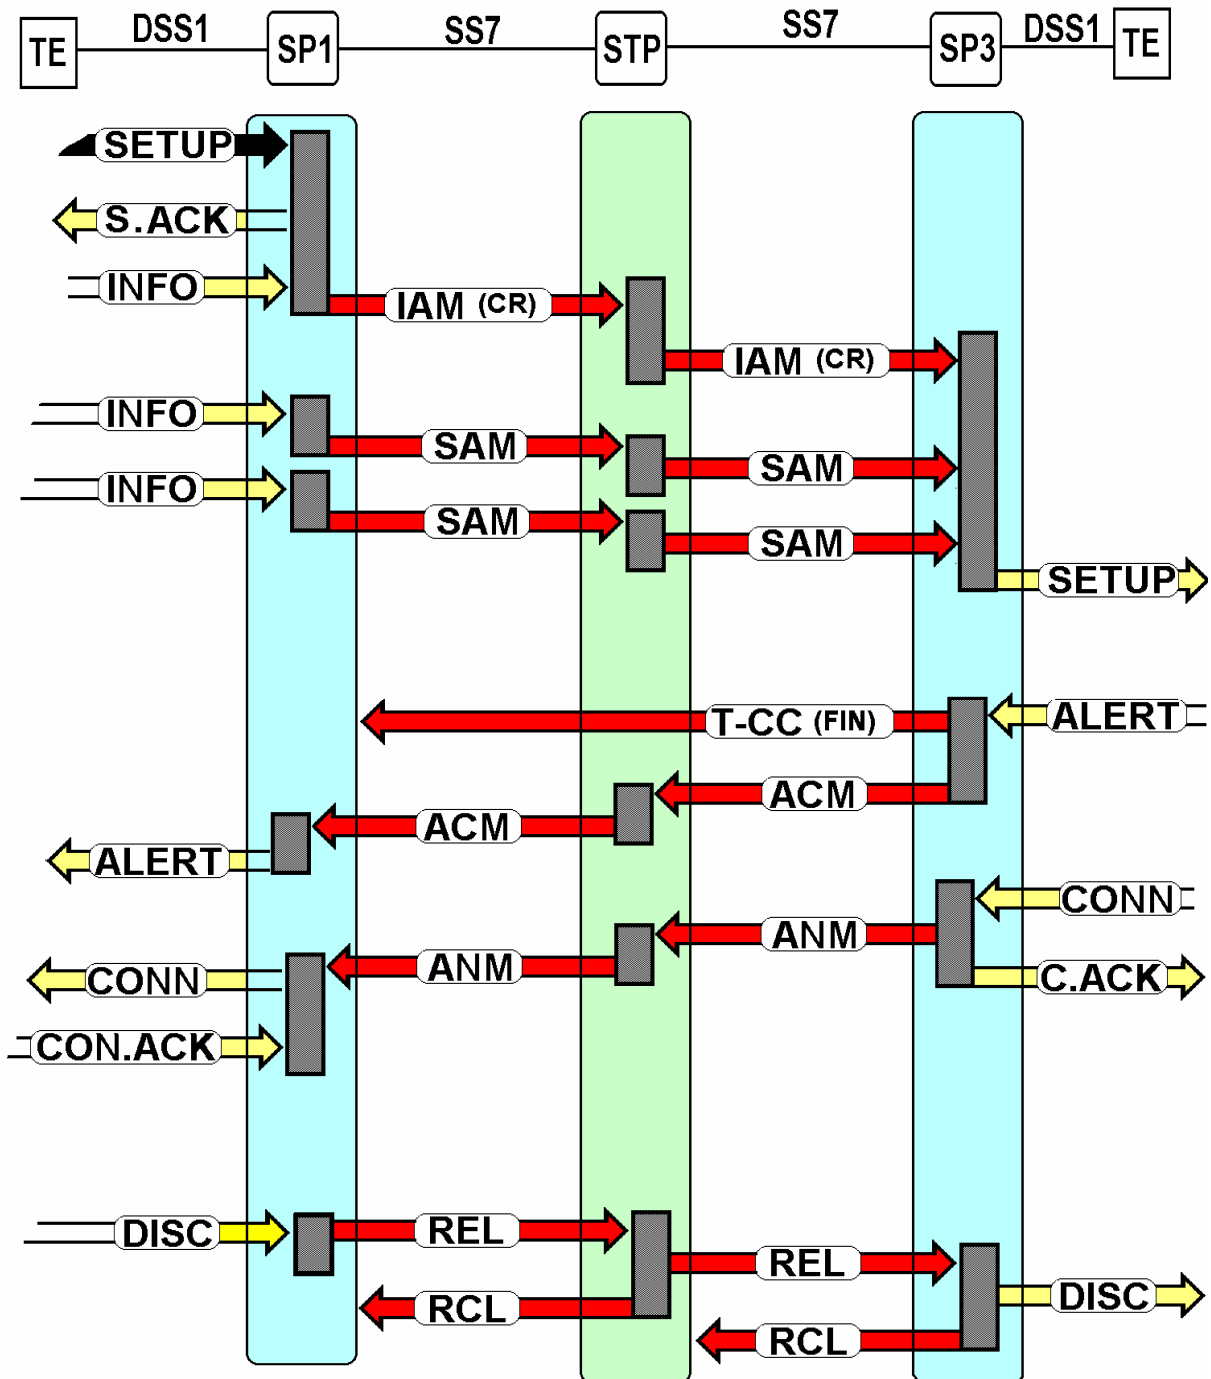 TE DSS1 SP1 SS7 STP SS7 SP3 DSS1 TE
SETUP
S.ACK
INFO
IAM (CR)
IAM (CR)
INFO
SAM
SAM
INFO
SAM
SAM
SETUP
T-CC (FIN)
ALERT
ACM
ACM
ALERT
CONN
ANM
ANM
CONN
C.ACK
CON.ACK
DISC
REL
REL
DISC
RCL
RCL